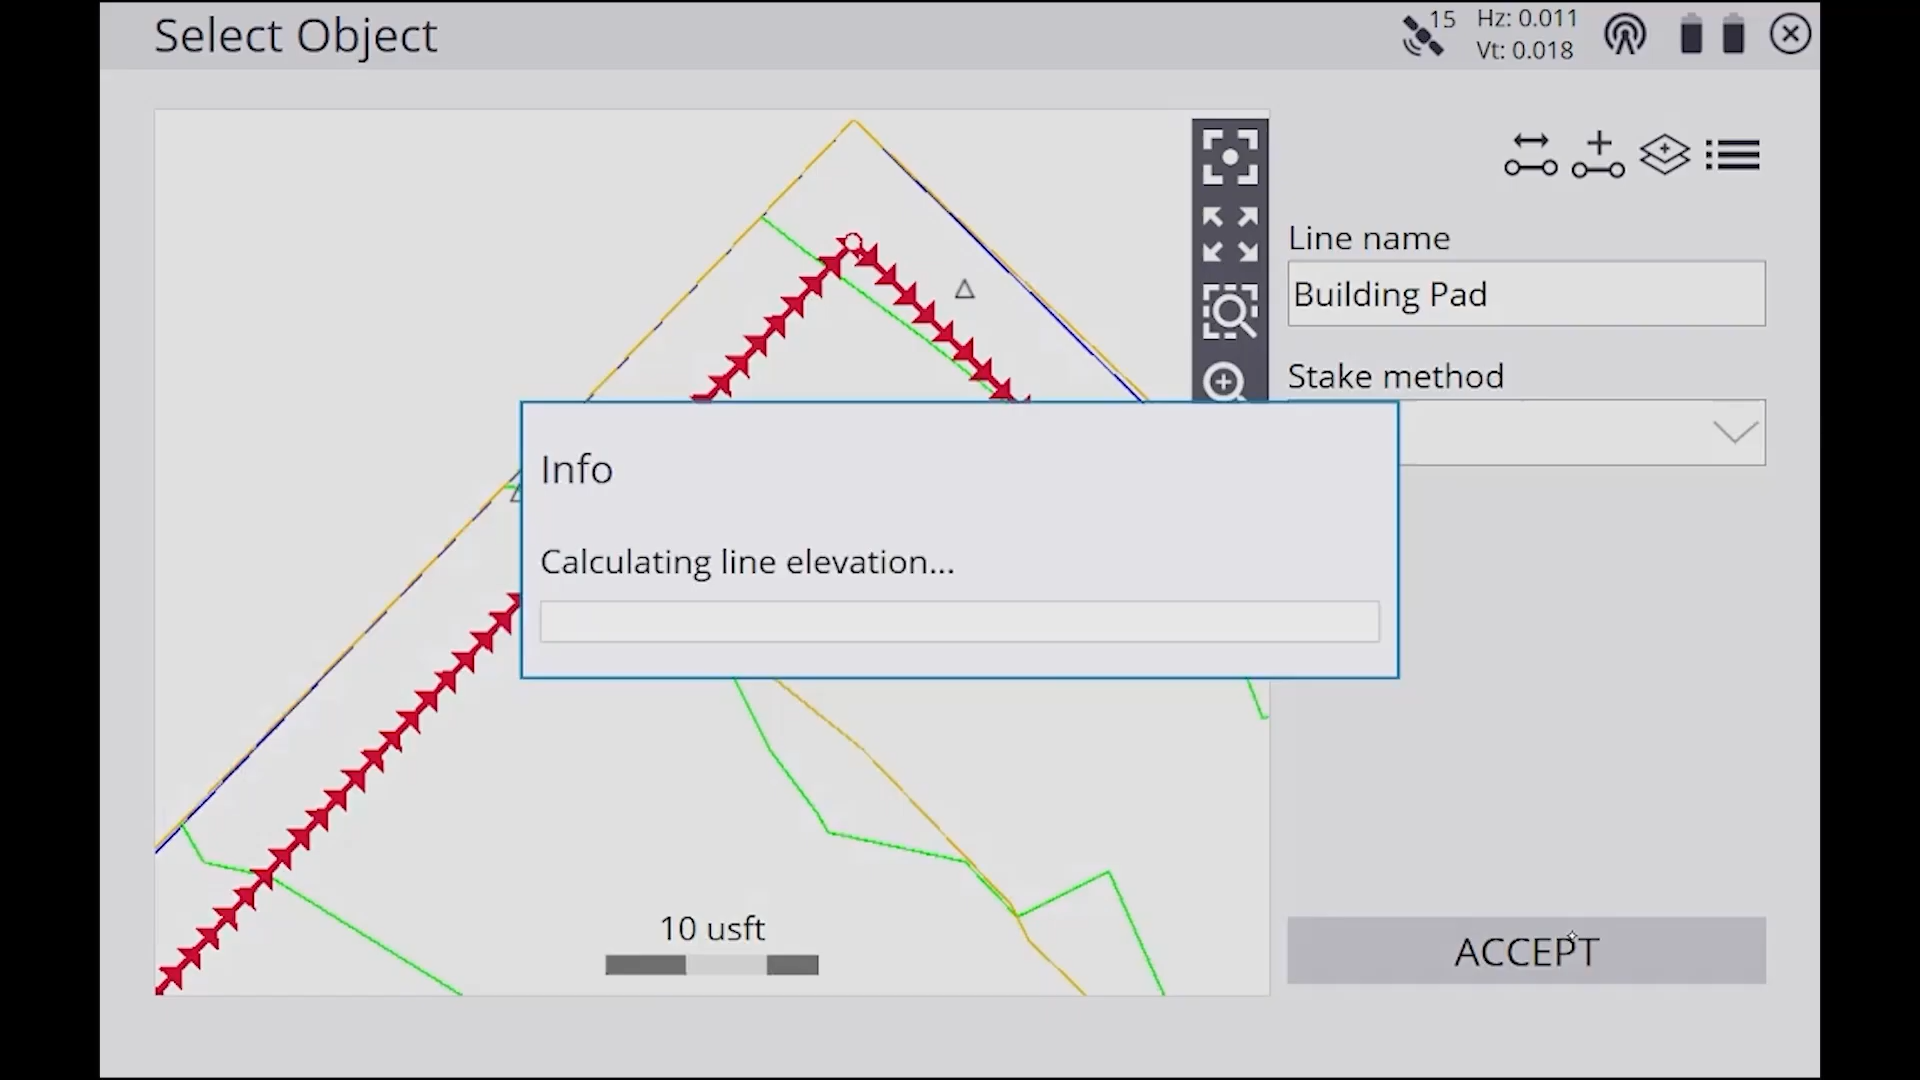 Select Object
15
Hz: 0.011
Vt: 0.018
Line name
Building Pad
Stake method
Info
Calculating line elevation...
10 usft
ACCEPT